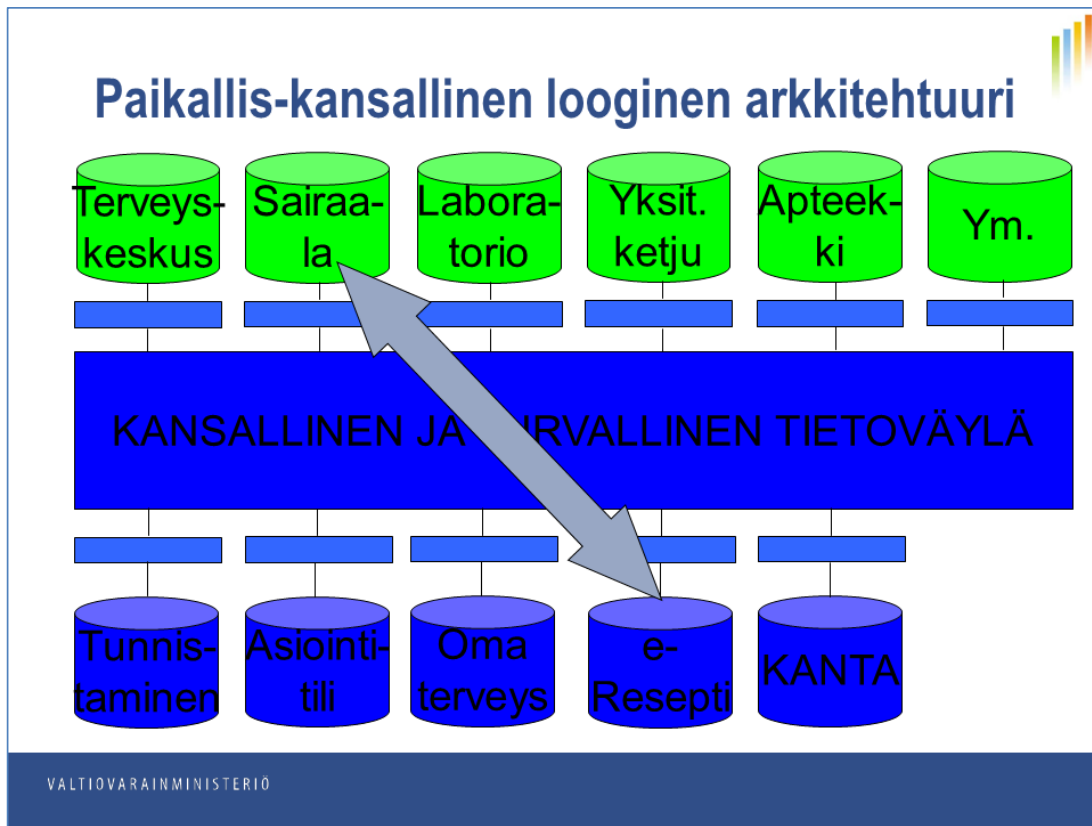 Paikallis-kansallinen looginen arkkitehtuuri
Terveys-
keskus
Sairaa-
la
Labora-
torio
Yksit.
ketju
Apteek-
ki
Ym.
KANSALLINEN JA URVALLINEN TIETOVÄYLÄ
Tunnis-
taminen
Asiointi-
tili
Oma
terveys
e-
Resepti
KANTA
VALTIOVARAINMINISTERIÖ